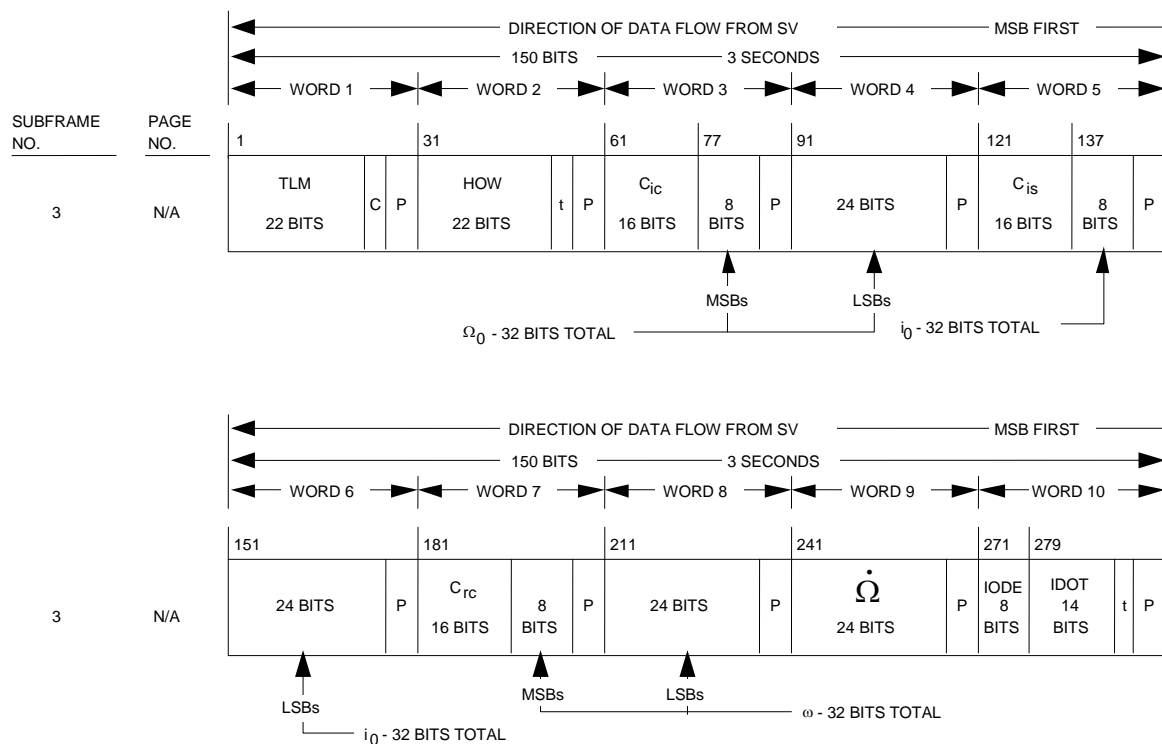 DIRECTION OF DATA FLOW FROM SV MSB FIRST
150 BITS 3 SECONDS
WORD 1 WORD 2 WORD 3 WORD 4 WORD 5
SUBFRAME NO. PAGE NO.
1 31 61 77 91 121 137
3 N/A
TLM 22 BITS C P HOW 22 BITS t P Cic 16 BITS 8 BITS P 24 BITS P Cis 16 BITS 8 BITS P
MSBs LSBs
Ω0 - 32 BITS TOTAL i0 - 32 BITS TOTAL
DIRECTION OF DATA FLOW FROM SV MSB FIRST
150 BITS 3 SECONDS
WORD 6 WORD 7 WORD 8 WORD 9 WORD 10
151 181 211 241 271 279
3 N/A
24 BITS P Crc 16 BITS 8 BITS P 24 BITS P Ω̇ 24 BITS P IODE 8 BITS IDOT 14 BITS t P
LSBs MSBs LSBs
ω - 32 BITS TOTAL
i0 - 32 BITS TOTAL